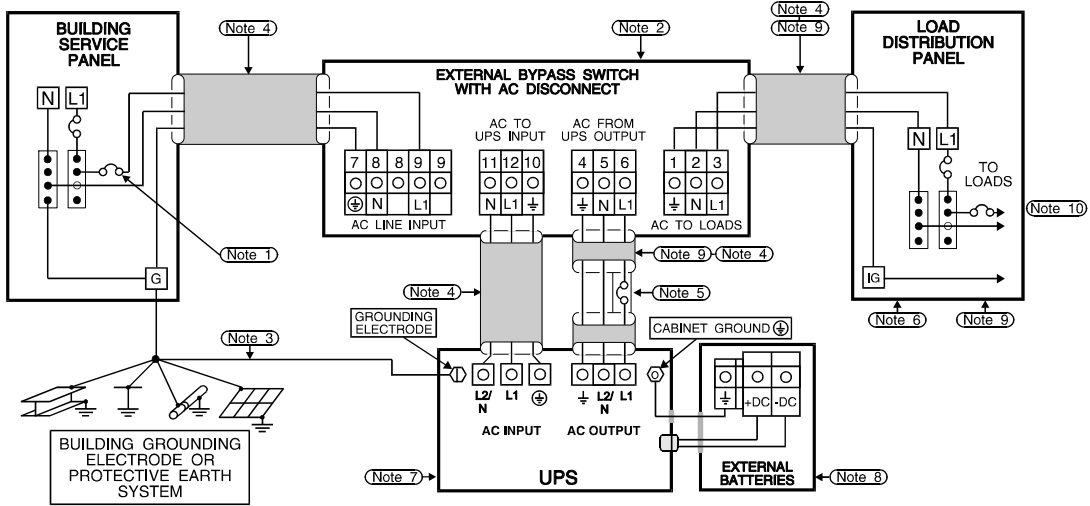 BUILDING
SERVICE
PANEL
N
L1
G
Note 4
Note 1
Note 2
EXTERNAL BYPASS SWITCH
WITH AC DISCONNECT
AC TO
UPS INPUT
AC FROM
UPS OUTPUT
7 8 8 9 9
N L1
AC LINE INPUT
11 12 10
N L1
4 5 6
N L1
1 2 3
N L1
AC TO LOADS
Note 4
Note 9
LOAD
DISTRIBUTION
PANEL
N
L1
TO
LOADS
IG
Note 10
Note 6
Note 9
Note 9
Note 4
Note 4
Note 5
Note 3
GROUNDING
ELECTRODE
CABINET GROUND
L2/
N
L1
AC INPUT
L2/
N
L1
AC OUTPUT
UPS
Note 7
+DC
-DC
EXTERNAL
BATTERIES
Note 8
BUILDING GROUNDING
ELECTRODE OR
PROTECTIVE EARTH
SYSTEM